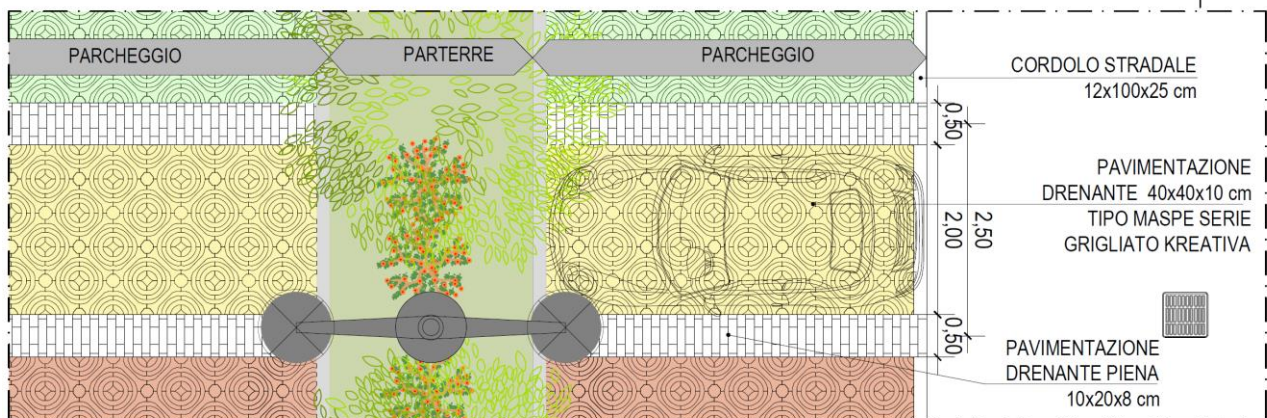 PARCHEGGIO
PARTERRE
PARCHEGGIO
CORDOLO STRADALE
12x100x25 cm
0,50
PAVIMENTAZIONE
DRENANTE 40x40x10 cm
TIPO MASPE SERIE
GRIGLIATO KREATIVA
2,00
2,50
0,50
PAVIMENTAZIONE
DRENANTE PIENA
10x20x8 cm